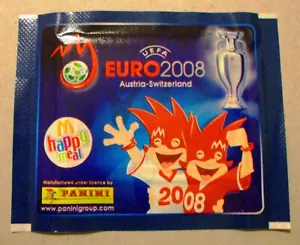 UEFA
EURO2008
Austria-Switzerland
happy
meal
2008
Manufactured under licence by
PANINI
www.paninigroup.com